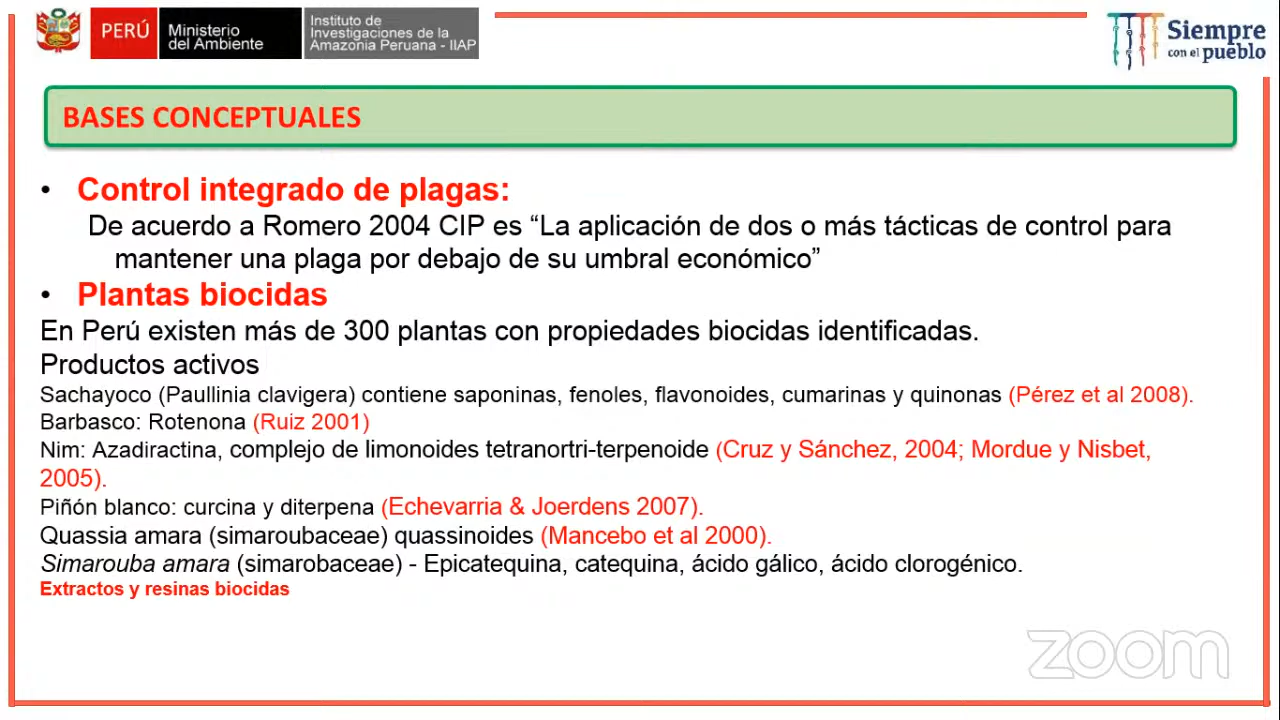 PERÚ
Ministerio
del Ambiente
Instituto de
Investigaciones de la
Amazonia Peruana - IIAP
Siempre
con el pueblo
BASES CONCEPTUALES
• Control integrado de plagas:
De acuerdo a Romero 2004 CIP es “La aplicación de dos o más tácticas de control para
mantener una plaga por debajo de su umbral económico”
• Plantas biocidas
En Perú existen más de 300 plantas con propiedades biocidas identificadas.
Productos activos
Sachayoco (Paullinia clavigera) contiene saponinas, fenoles, flavonoides, cumarinas y quinonas (Pérez et al 2008).
Barbasco: Rotenona (Ruiz 2001)
Nim: Azadiractina, complejo de limonoides tetranortri-terpenoide (Cruz y Sánchez, 2004; Mordue y Nisbet,
2005).
Piñón blanco: curcina y diterpena (Echevarria & Joerdens 2007).
Quassia amara (simaroubaceae) quassinoides (Mancebo et al 2000).
Simarouba amara (simarobaceae) - Epicatequina, catequina, ácido gálico, ácido clorogénico.
Extractos y resinas biocidas
zoom